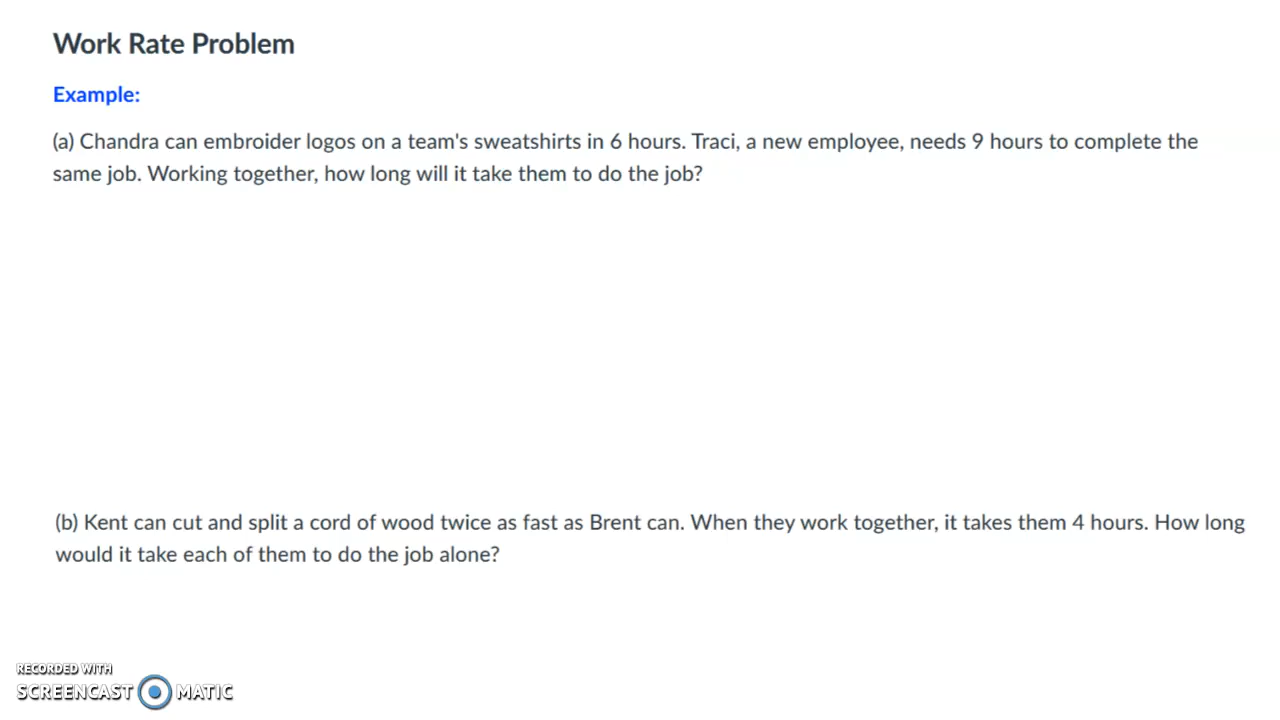 Work Rate Problem
Example:
(a) Chandra can embroider logos on a team's sweatshirts in 6 hours. Traci, a new employee, needs 9 hours to complete the
same job. Working together, how long will it take them to do the job?
(b) Kent can cut and split a cord of wood twice as fast as Brent can. When they work together, it takes them 4 hours. How long
would it take each of them to do the job alone?
RECORDED WITH
SCREENCAST MATIC